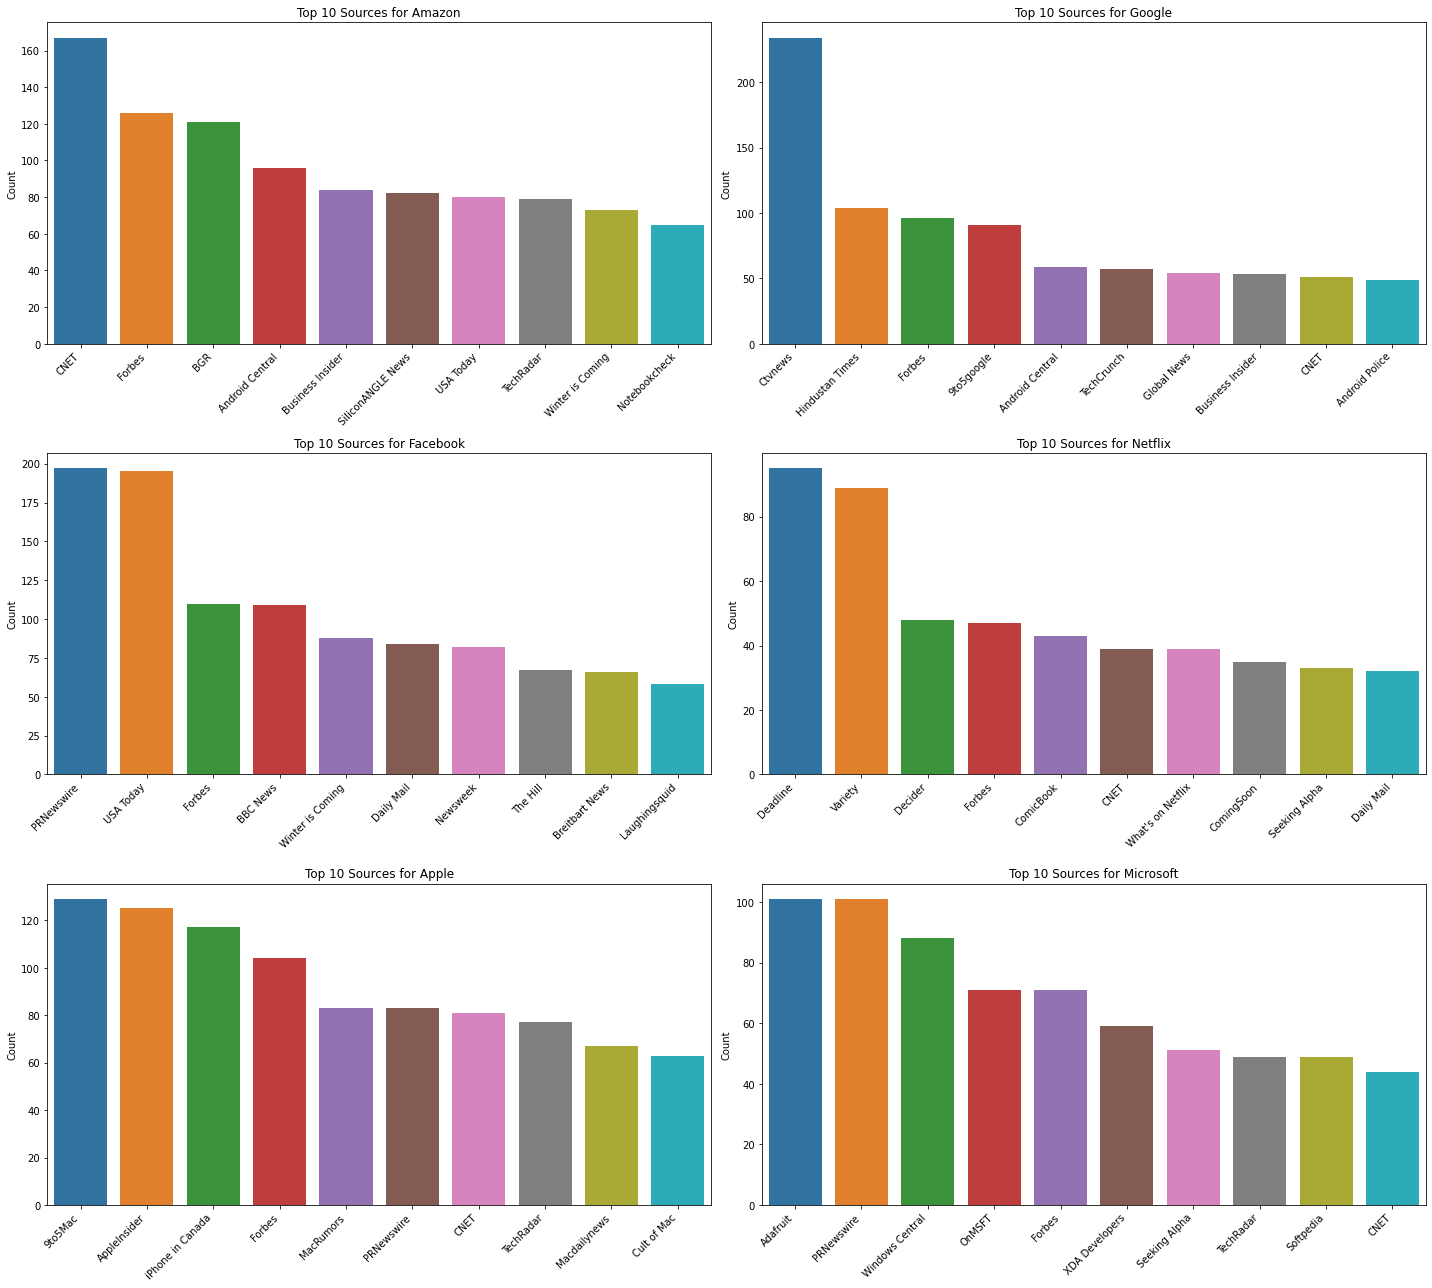 Top 10 Sources for Amazon
Count
160
140
120
100
80
60
40
20
0
CNET
Forbes
BGR
Android Central
Business Insider
SiliconANGLE News
USA Today
TechRadar
Winter is Coming
Notebookcheck
Top 10 Sources for Google
Count
200
150
100
50
0
Ctvnews
Hindustan Times
Forbes
9to5google
Android Central
TechCrunch
Global News
Business Insider
CNET
Android Police
Top 10 Sources for Facebook
Count
200
175
150
125
100
75
50
25
0
PRNewswire
USA Today
Forbes
BBC News
Winter is Coming
Daily Mail
Newsweek
The Hill
Breitbart News
Laughingsquid
Top 10 Sources for Netflix
Count
80
60
40
20
0
Deadline
Variety
Decider
Forbes
ComicBook
CNET
What's on Netflix
ComingSoon
Seeking Alpha
Daily Mail
Top 10 Sources for Apple
Count
120
100
80
60
40
20
0
9to5Mac
AppleInsider
iPhone in Canada
Forbes
MacRumors
PRNewswire
CNET
TechRadar
Macdailynews
Cult of Mac
Top 10 Sources for Microsoft
Count
100
80
60
40
20
0
Adafruit
PRNewswire
Windows Central
OnMSFT
Forbes
XDA Developers
Seeking Alpha
TechRadar
Softpedia
CNET